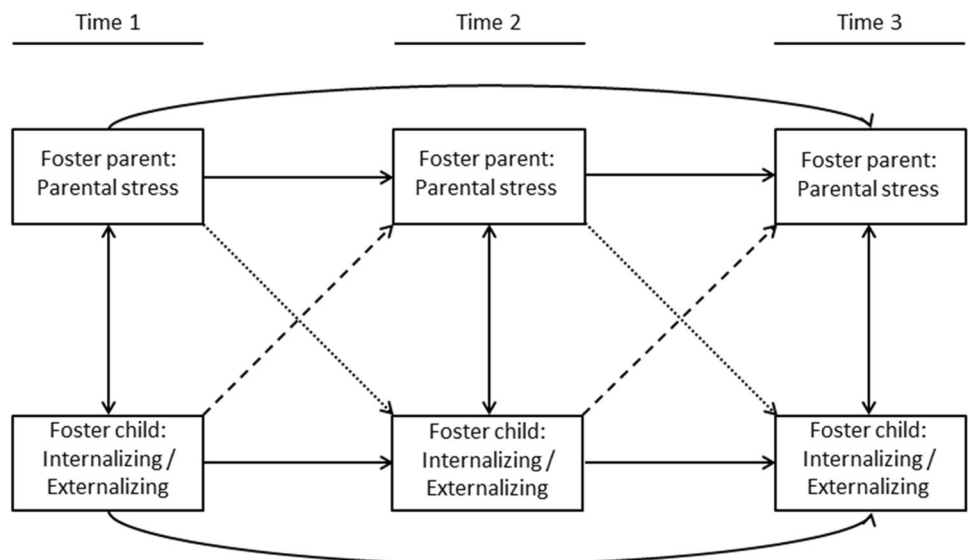 Time 1
Time 2
Time 3
Foster parent:
Parental stress
Foster parent:
Parental stress
Foster parent:
Parental stress
Foster child:
Internalizing /
Externalizing
Foster child:
Internalizing /
Externalizing
Foster child:
Internalizing /
Externalizing